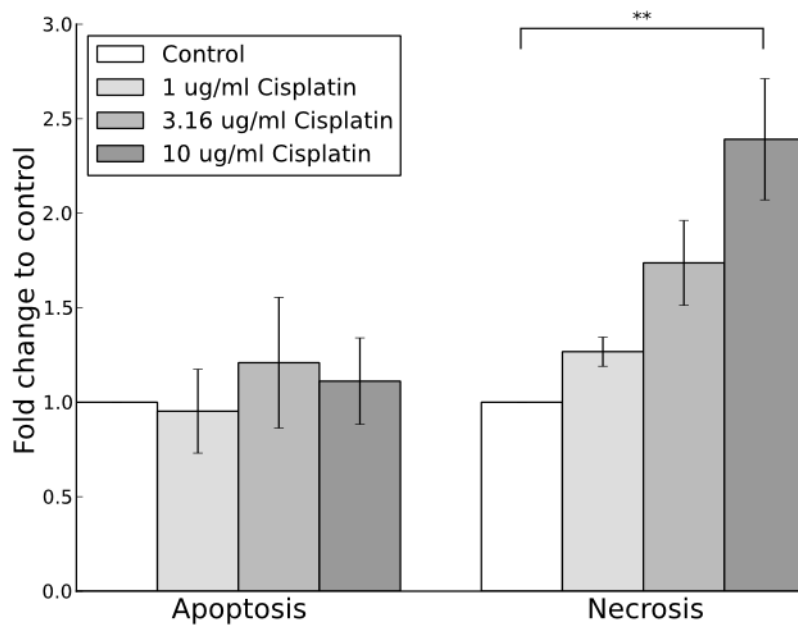 **
3.0
2.5
2.0
1.5
1.0
0.5
0.0
Fold change to control
Control
1 ug/ml Cisplatin
3.16 ug/ml Cisplatin
10 ug/ml Cisplatin
Apoptosis
Necrosis